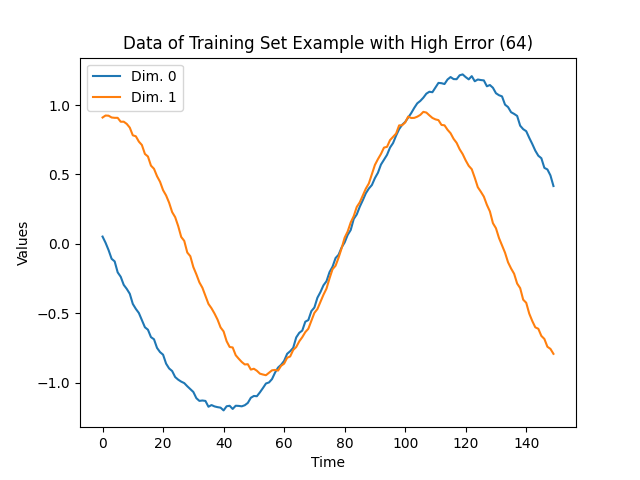 Data of Training Set Example with High Error (64)
Dim. 0
Dim. 1
Values
1.0
0.5
0.0
−0.5
−1.0
0 20 40 60 80 100 120 140
Time